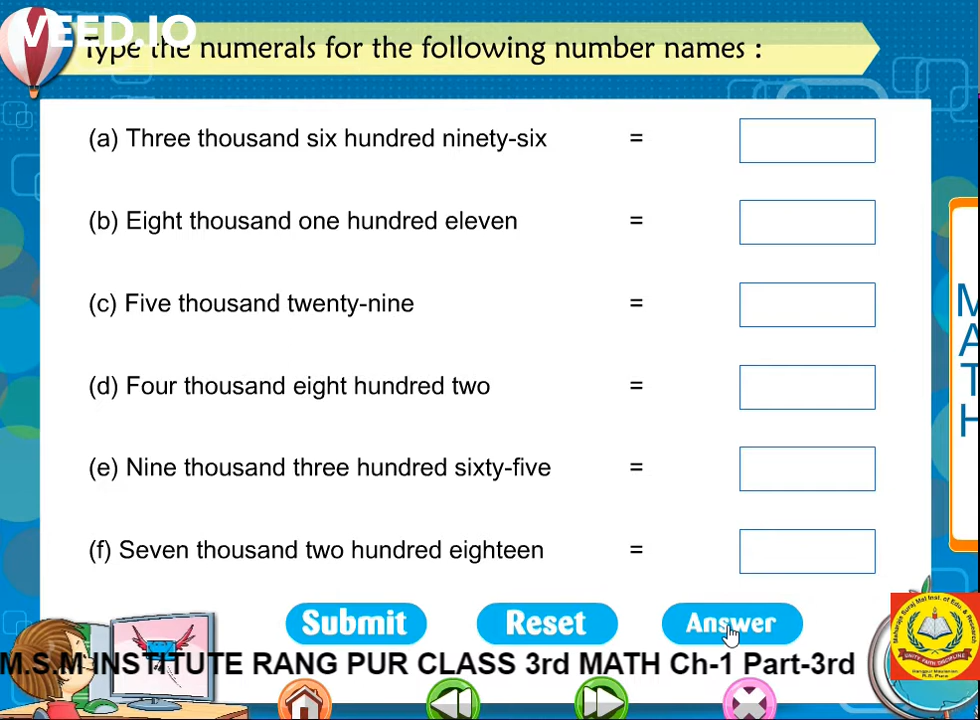 VEED.IO
Type the numerals for the following number names :
(a) Three thousand six hundred ninety-six =
(b) Eight thousand one hundred eleven =
(c) Five thousand twenty-nine =
(d) Four thousand eight hundred two =
(e) Nine thousand three hundred sixty-five =
(f) Seven thousand two hundred eighteen =
MATH
Submit Reset Answer
M.S.M INSTITUTE RANG PUR CLASS 3rd MATH Ch-1 Part-3rd